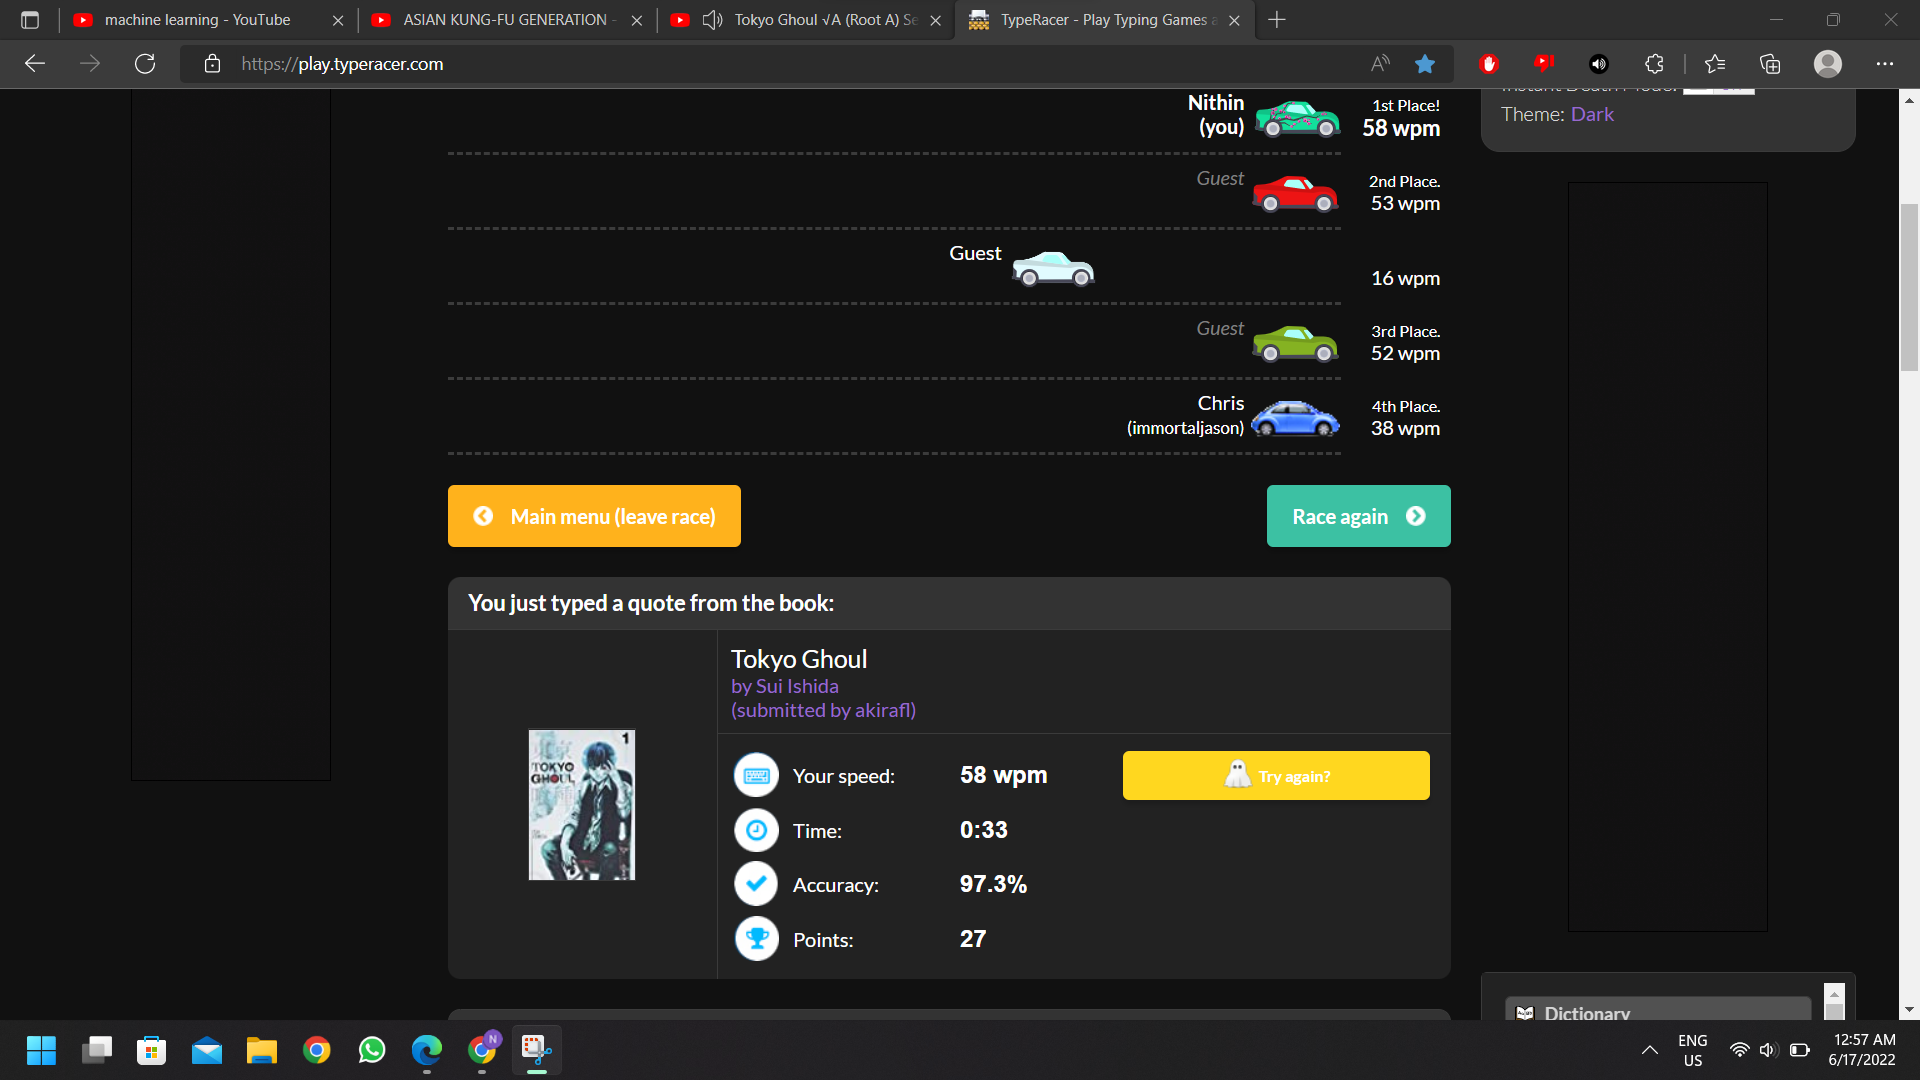 machine learning - YouTube
ASIAN KUNG-FU GENERATION -
Tokyo Ghoul √A (Root A) Se
TypeRacer - Play Typing Games a
https://play.typeracer.com
Nithin
(you)
1st Place!
58 wpm
Theme: Dark
Guest
2nd Place.
53 wpm
Guest
16 wpm
Guest
3rd Place.
52 wpm
Chris
(immortaljason)
4th Place.
38 wpm
Main menu (leave race)
Race again
You just typed a quote from the book:
Tokyo Ghoul
by Sui Ishida
(submitted by akirafl)
1
TOKYO
GHOUL
Your speed:
58 wpm
Try again?
Time:
0:33
Accuracy:
97.3%
Points:
27
Dictionary
N
ENG
US
12:57 AM
6/17/2022